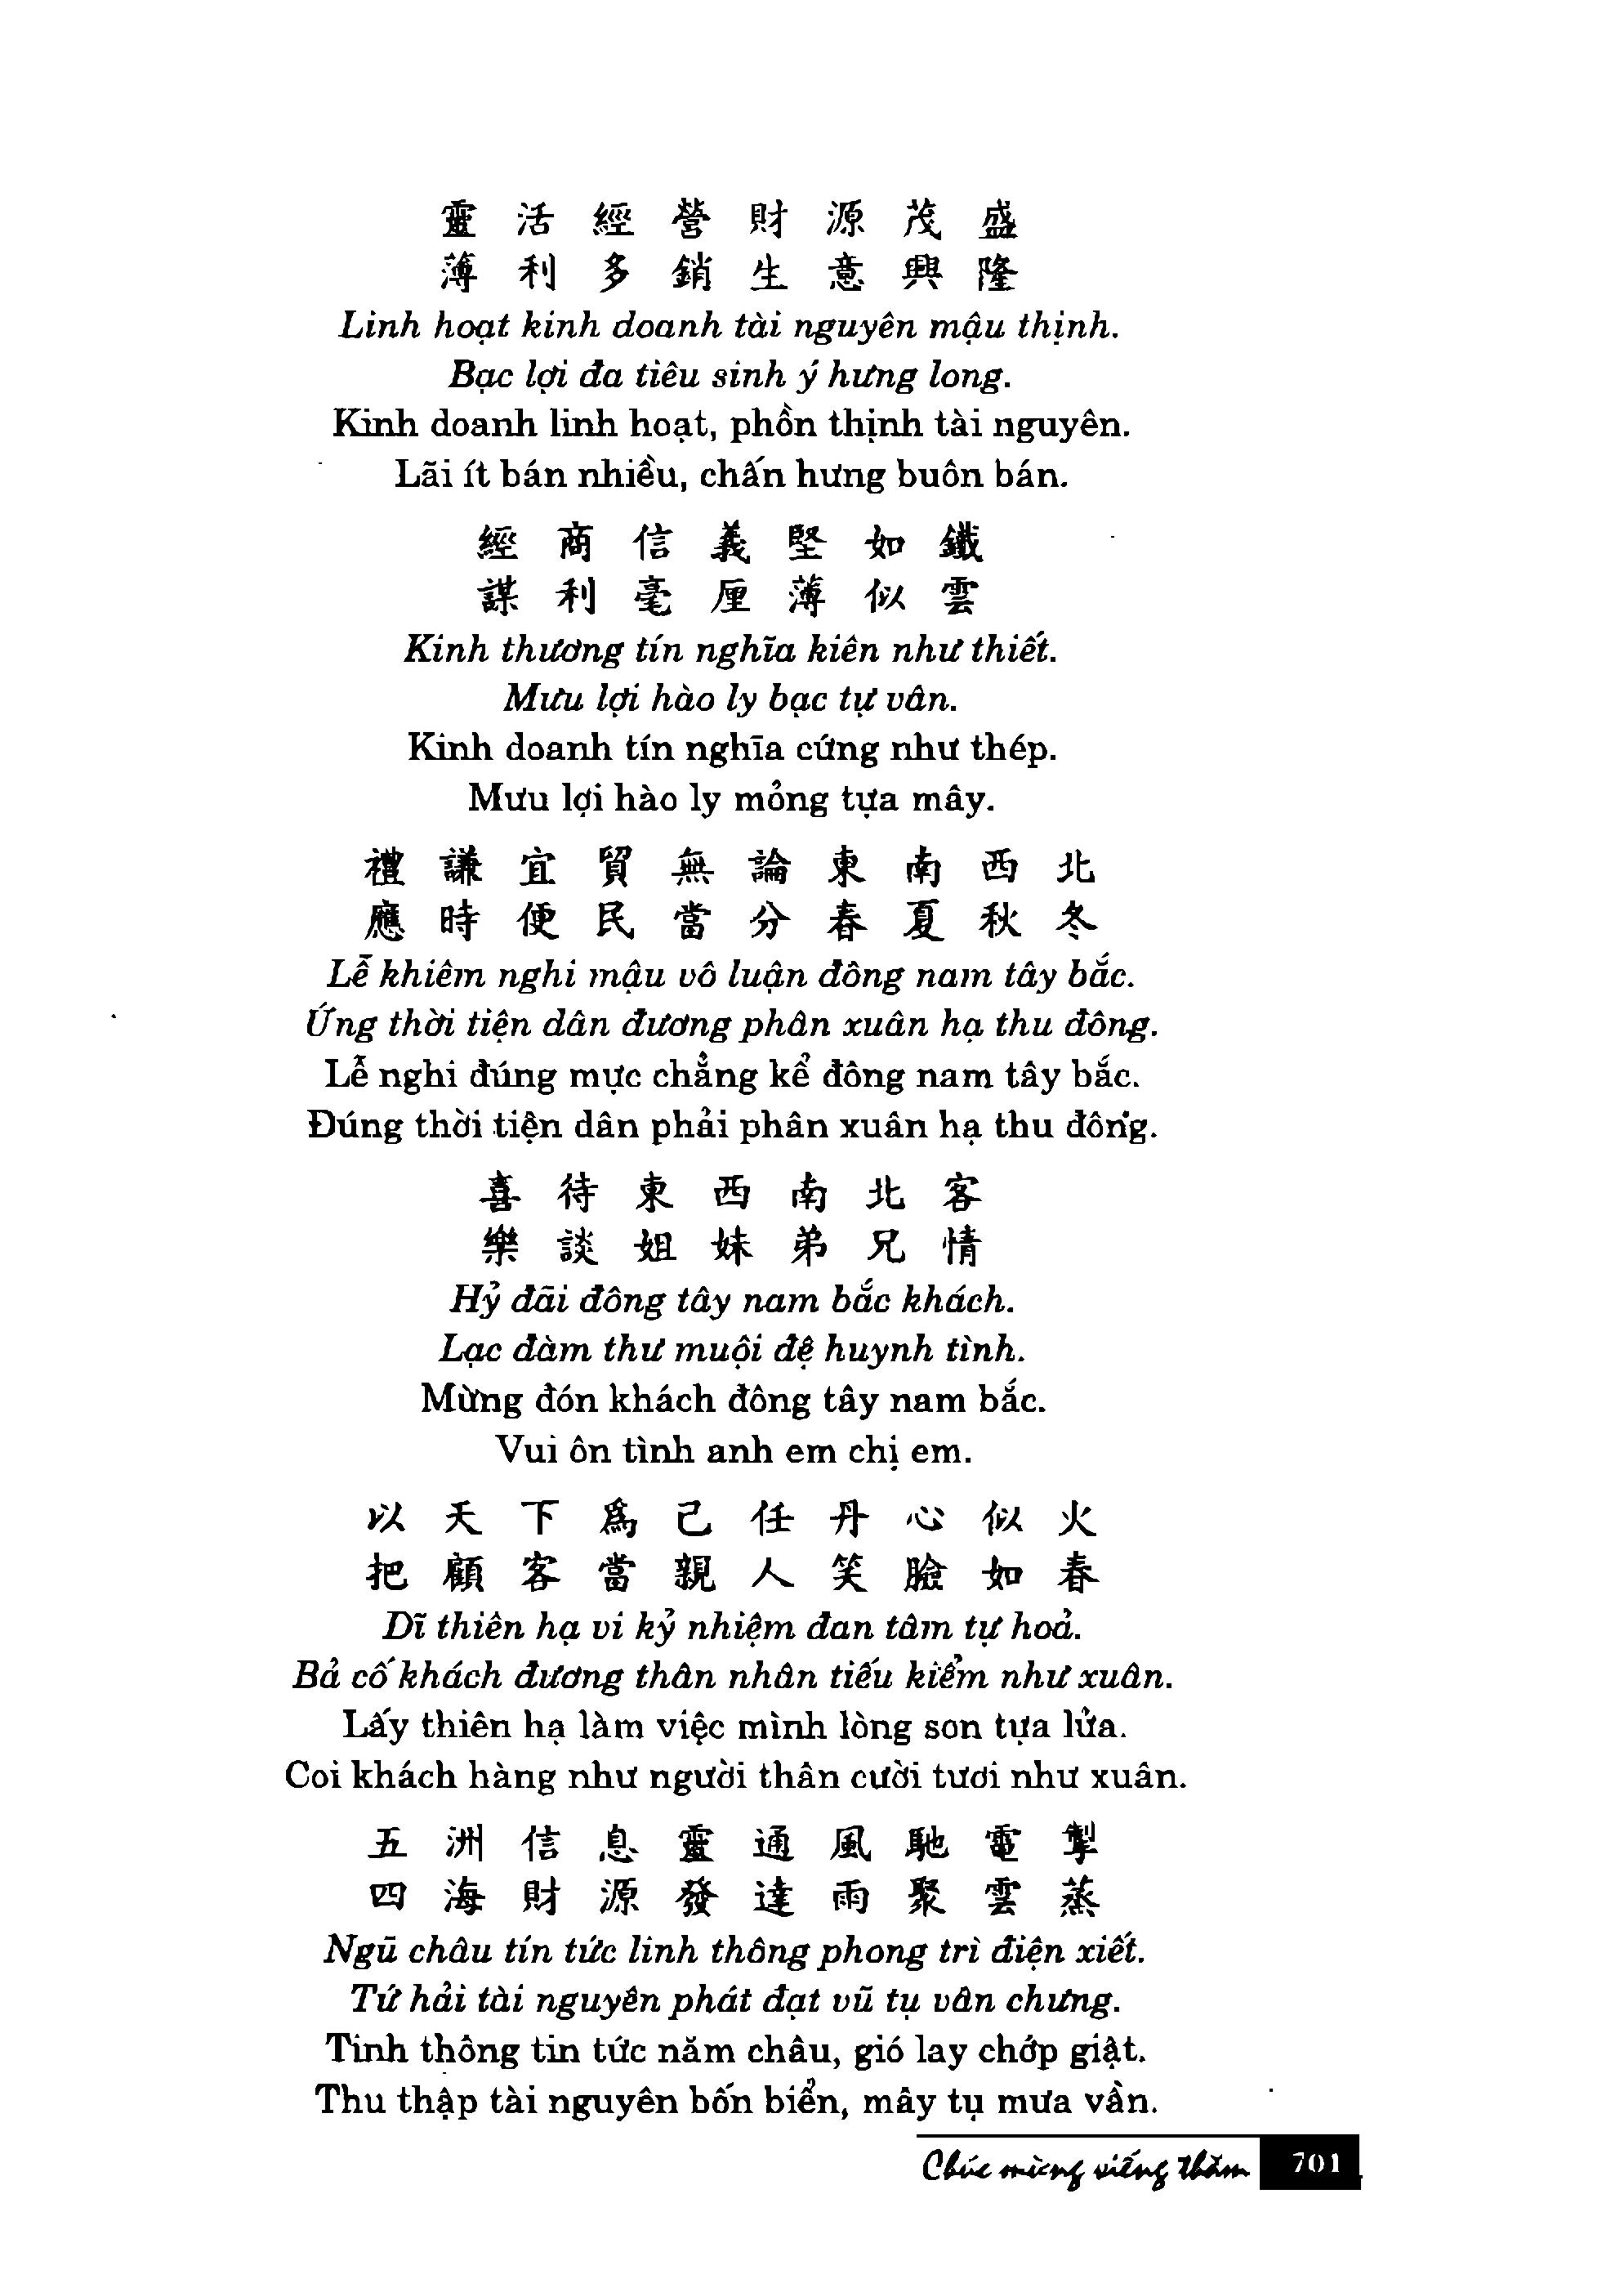 靈活經營財源茂盛
薄利多銷生意興隆
Linh hoạt kinh doanh tài nguyên mậu thịnh.
Bạc lợi đa tiêu sinh ý hưng long.
Kinh doanh linh hoạt, phồn thịnh tài nguyên.
Lãi ít bán nhiều, chấn hưng buôn bán.
經商信義堅如鐵
謀利毫厘薄似雲
Kinh thương tín nghĩa kiên như thiết.
Mưu lợi hào ly bạc tự vân.
Kinh doanh tín nghĩa cứng như thép.
Mưu lợi hào ly mỏng tựa mây.
禮謙宜貿無論東南西北
應時便民當分春夏秋冬
Lễ khiêm nghi mậu vô luận đông nam tây bắc.
Ứng thời tiện dân đương phân xuân hạ thu đông.
Lễ nghi đúng mực chẳng kể đông nam tây bắc.
Đúng thời tiện dân phải phân xuân hạ thu đông.
喜待東西南北客
樂談姐妹弟兄情
Hỷ đãi đông tây nam bắc khách.
Lạc đàm thư muội đệ huynh tình.
Mừng đón khách đông tây nam bắc.
Vui ôn tình anh em chị em.
以天下爲己任丹心似火
把顧客當親人笑臉如春
Dĩ thiên hạ vi kỷ nhiệm đan tâm tự hoả.
Bả cố khách đương thân nhân tiếu kiểm như xuân.
Lấy thiên hạ làm việc mình lòng son tựa lửa.
Coi khách hàng như người thân cười tươi như xuân.
五洲信息靈通風馳電掣
四海財源發達雨聚雲蒸
Ngũ châu tín tức linh thông phong trì điện xiết.
Tứ hải tài nguyên phát đạt vũ tụ vân chưng.
Tinh thông tin tức năm châu, gió lay chớp giật.
Thu thập tài nguyên bốn biển, mây tụ mưa vần.
Chúc mừng viếng thăm 701